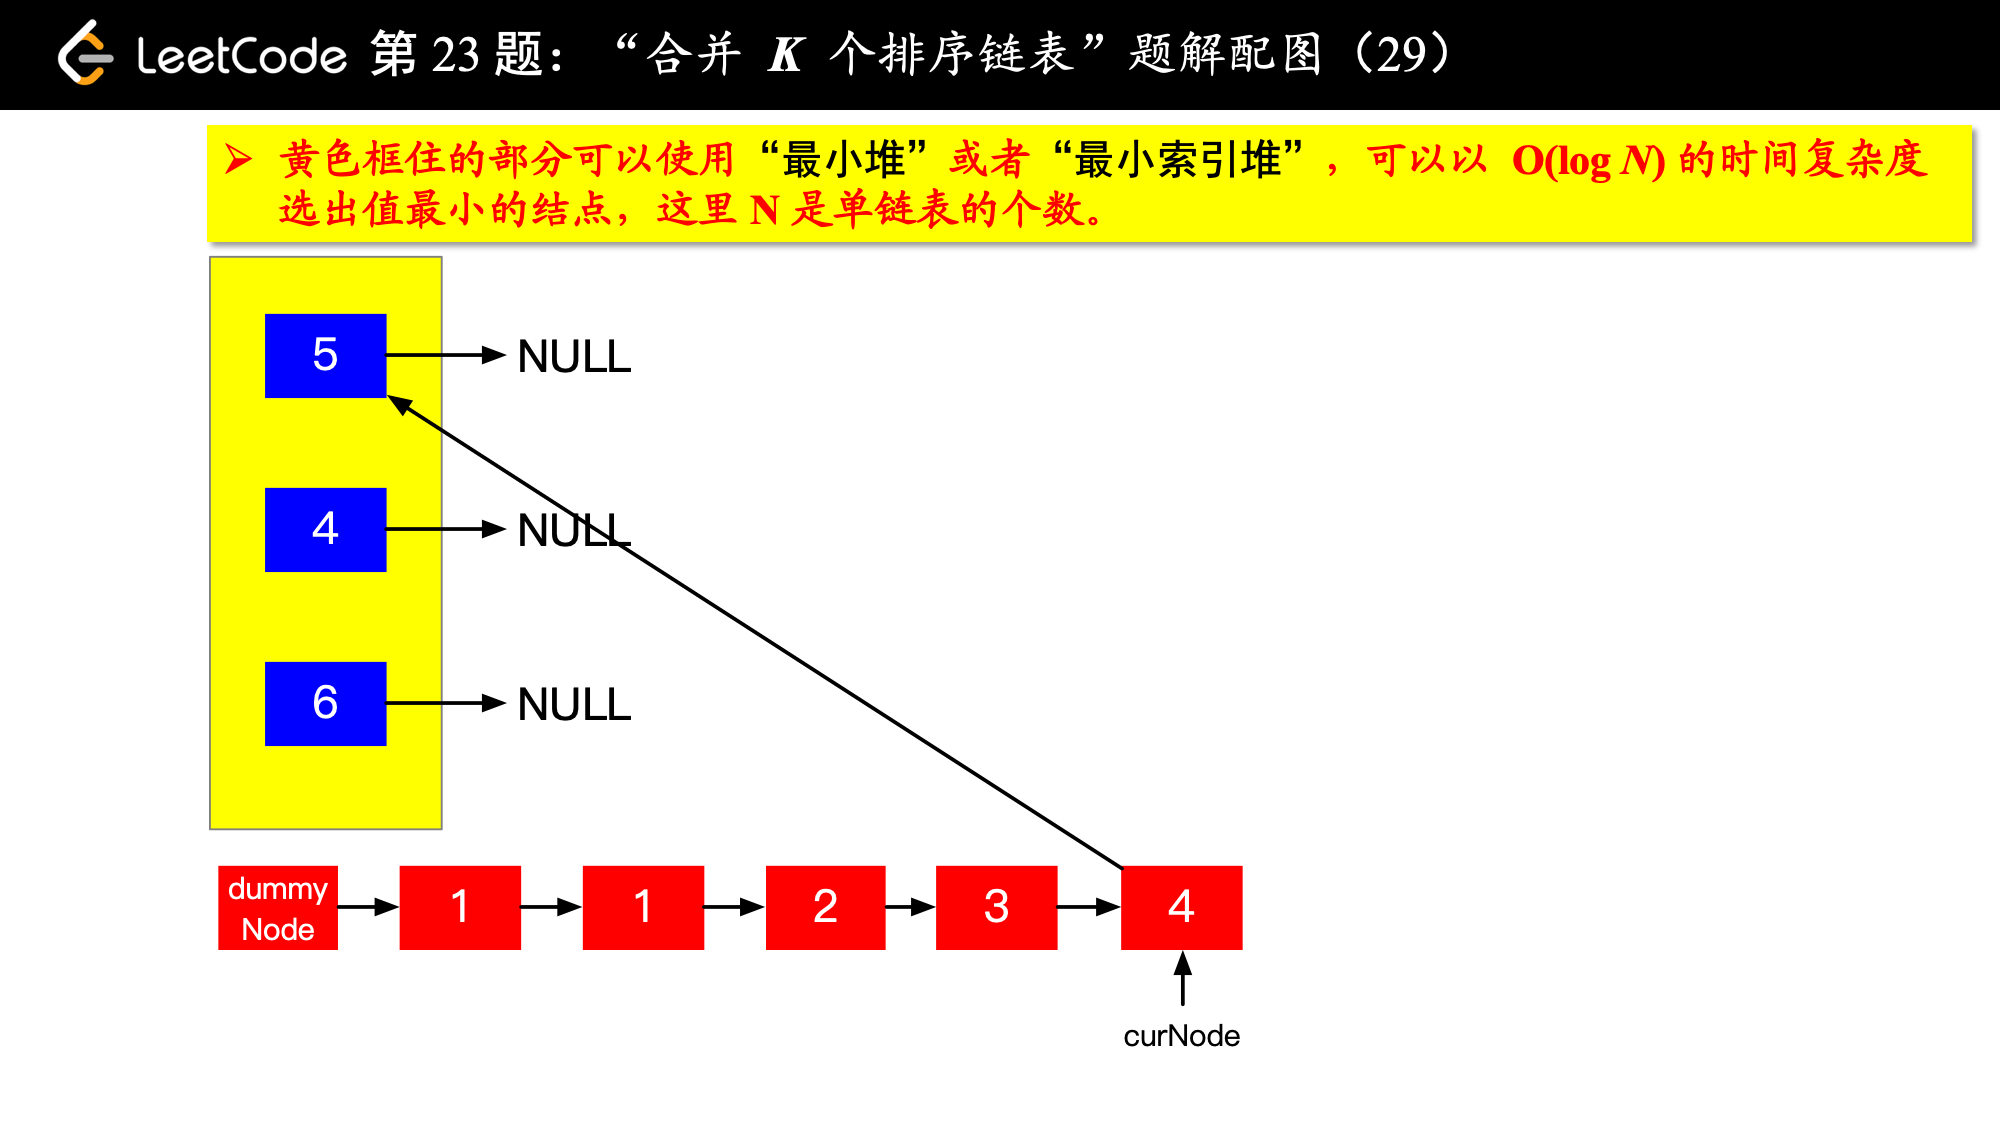 LeetCode 第 23 题：“合并 K 个排序链表”题解配图（29）
➢ 黄色框住的部分可以使用“最小堆”或者“最小索引堆”，可以以 O(log N) 的时间复杂度
选出值最小的结点，这里 N 是单链表的个数。
5 NULL
4 NULL
6 NULL
dummy
Node
1 1 2 3 4
curNode